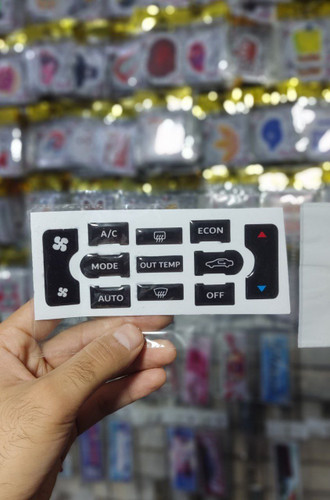 A/C
ECON
MODE
OUT TEMP
AUTO
OFF